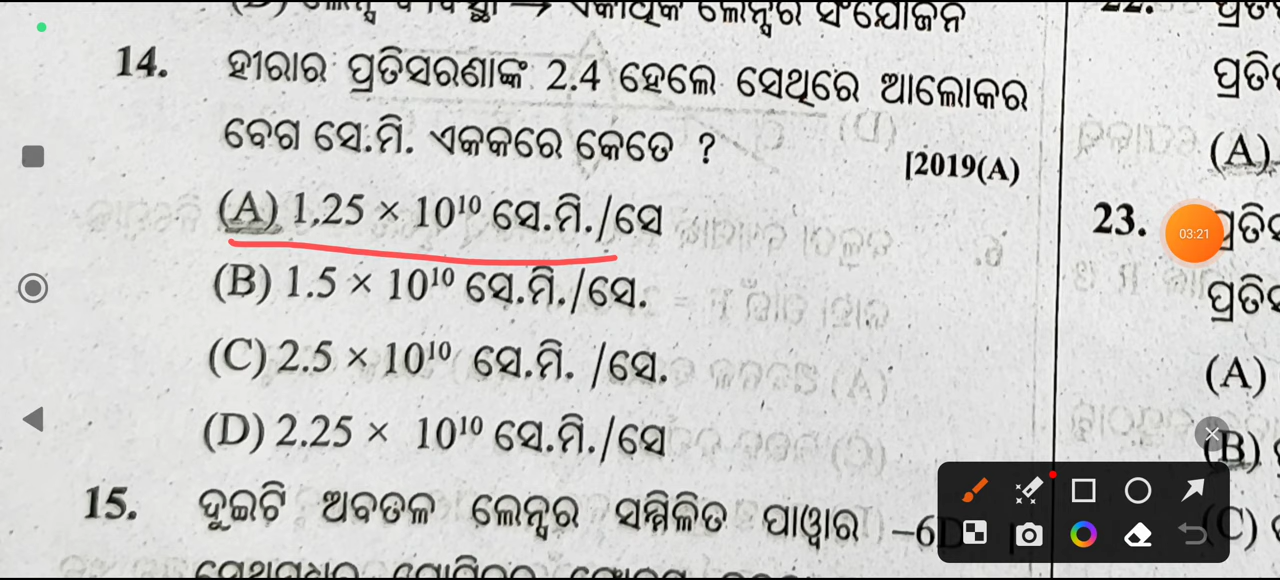 14. ହୀରାର ପ୍ରତିସରଣାଙ୍କ 2.4 ହେଲେ ସେଥିରେ ଆଲୋକର
ବେଗ ସେ.ମି. ଏକକରେ କେତେ ?
[2019(A)
(A) 1.25 × 10¹⁰ ସେ.ମି./ସେ
(B) 1.5 × 10¹⁰ ସେ.ମି./ସେ.
(C) 2.5 × 10¹⁰ ସେ.ମି. /ସେ.
(D) 2.25 × 10¹⁰ ସେ.ମି./ସେ
15. ଦୁଇଟି ଅବତଳ ଲେନ୍ସର ସମ୍ମିଳିତ ପାୱାର –6D
(A)
23.
03:21
(A)
(B)
(C)